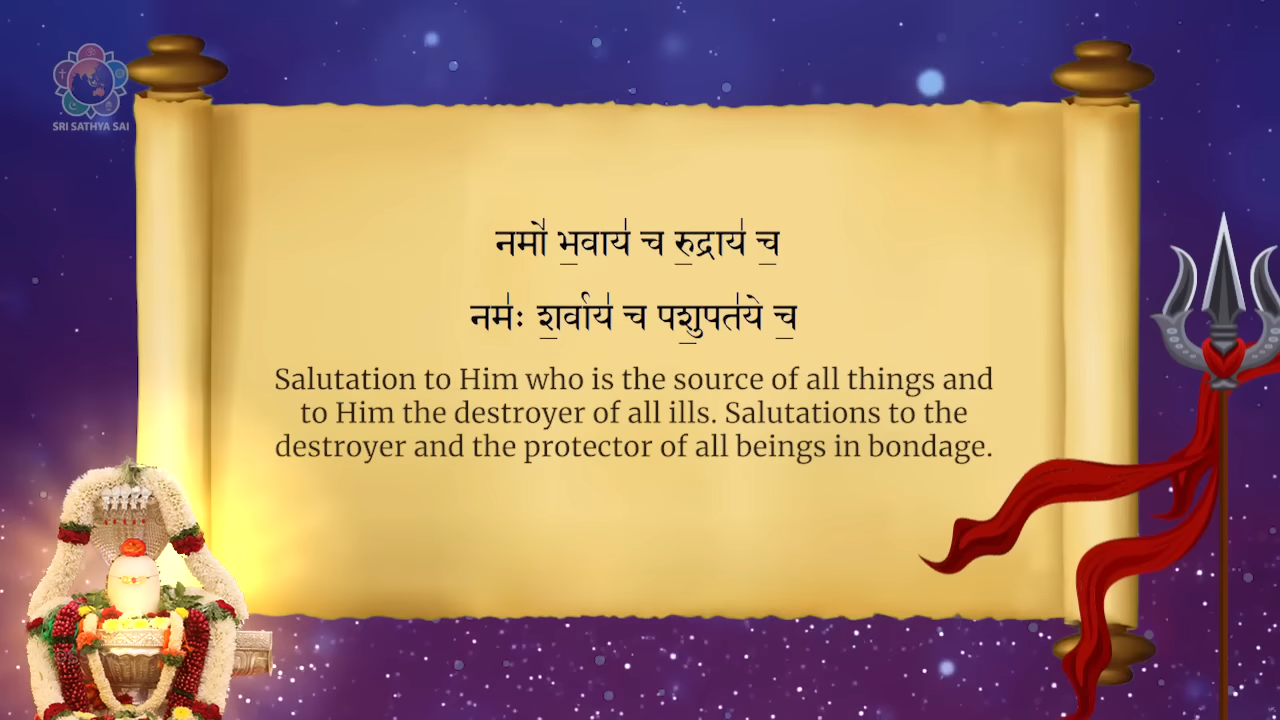 SRI SATHYA SAI
नमो॑ भ॒वाय॑ च रु॒द्राय॑ च॒
नमः॑ श॒र्वाय॑ च पशु॒पत॑ये च॒
Salutation to Him who is the source of all things and
to Him the destroyer of all ills. Salutations to the
destroyer and the protector of all beings in bondage.